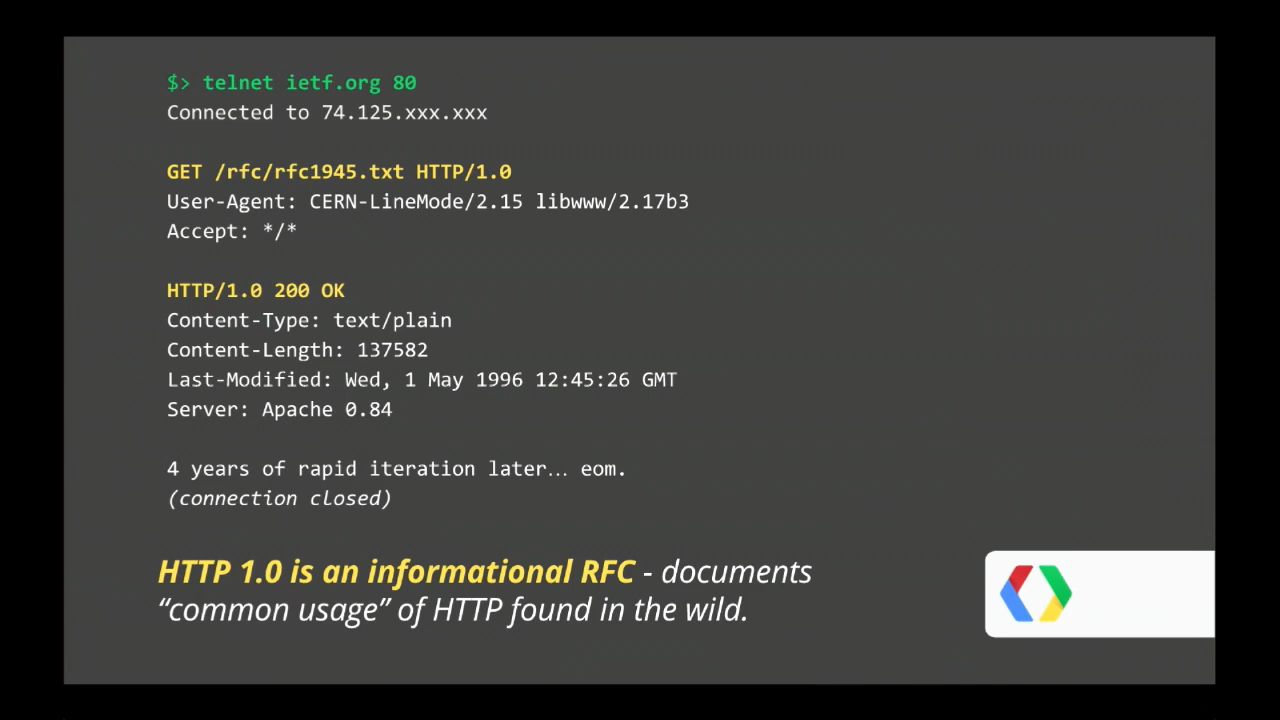 $> telnet ietf.org 80
Connected to 74.125.xxx.xxx
GET /rfc/rfc1945.txt HTTP/1.0
User-Agent: CERN-LineMode/2.15 libwww/2.17b3
Accept: */*
HTTP/1.0 200 OK
Content-Type: text/plain
Content-Length: 137582
Last-Modified: Wed, 1 May 1996 12:45:26 GMT
Server: Apache 0.84
4 years of rapid iteration later… eom.
(connection closed)
HTTP 1.0 is an informational RFC - documents
“common usage” of HTTP found in the wild.